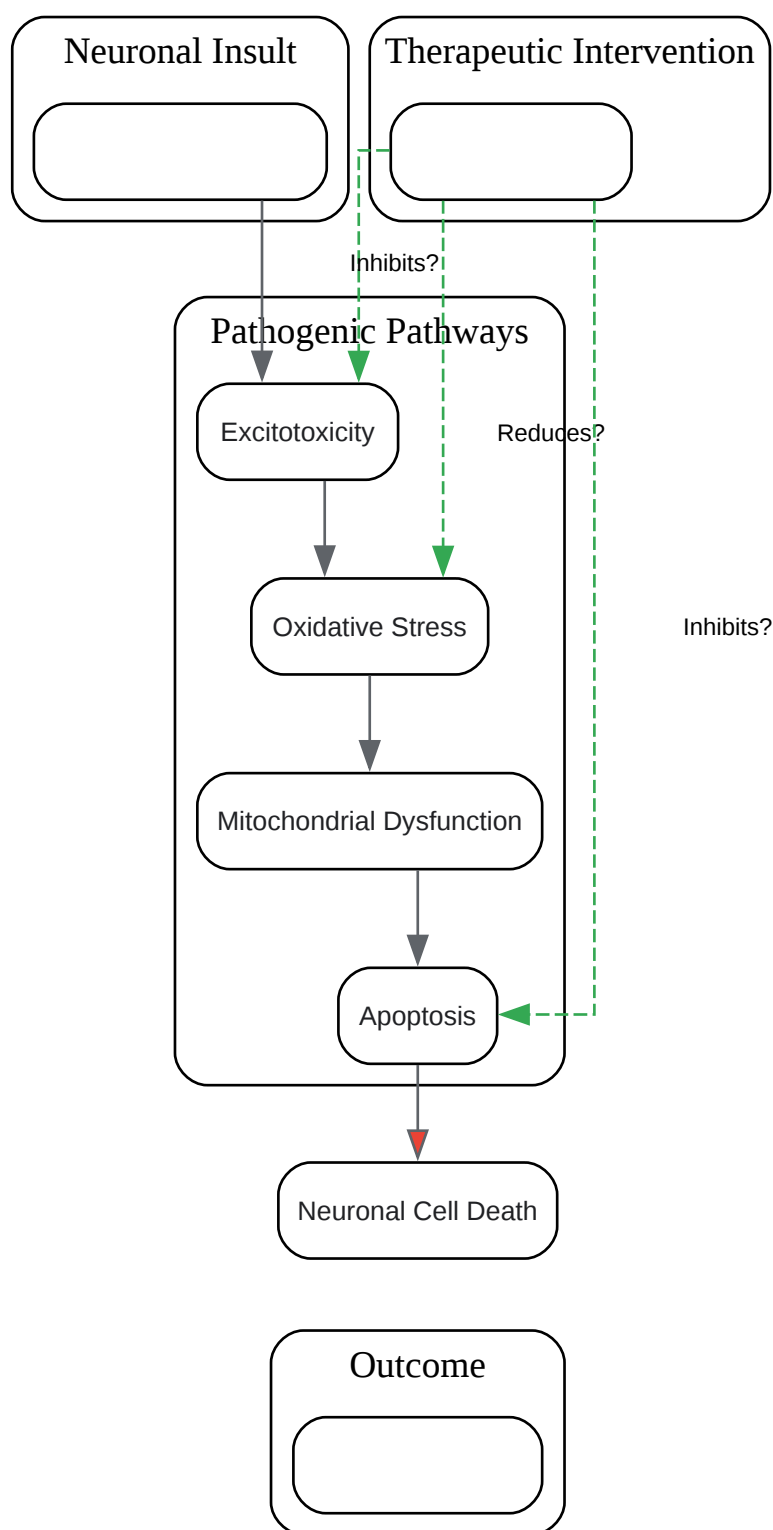 Neuronal Insult
Therapeutic Intervention
Inhibits?
Pathogenic Pathways
Excitotoxicity
Reduces?
Oxidative Stress
Inhibits?
Mitochondrial Dysfunction
Apoptosis
Neuronal Cell Death
Outcome